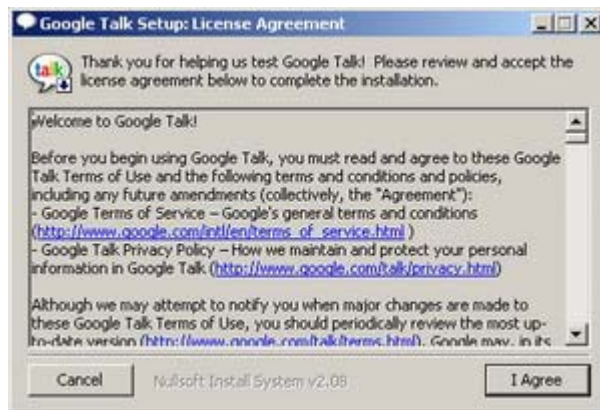 Google Talk Setup: License Agreement
talk
Thank you for helping us test Google Talk! Please review and accept the
license agreement below to complete the installation.
Welcome to Google Talk!
Before you begin using Google Talk, you must read and agree to these Google
Talk Terms of Use and the following terms and conditions and policies,
including any future amendments (collectively, the "Agreement"):
- Google Terms of Service – Google's general terms and conditions
(http://www.google.com/intl/en/terms_of_service.html )
- Google Talk Privacy Policy – How we maintain and protect your personal
information in Google Talk (http://www.google.com/talk/privacy.html)
Although we may attempt to notify you when major changes are made to
these Google Talk Terms of Use, you should periodically review the most up-
to-date version (http://www.google.com/talk/terms.html). Google may, in its
Cancel
Nullsoft Install System v2.08
I Agree